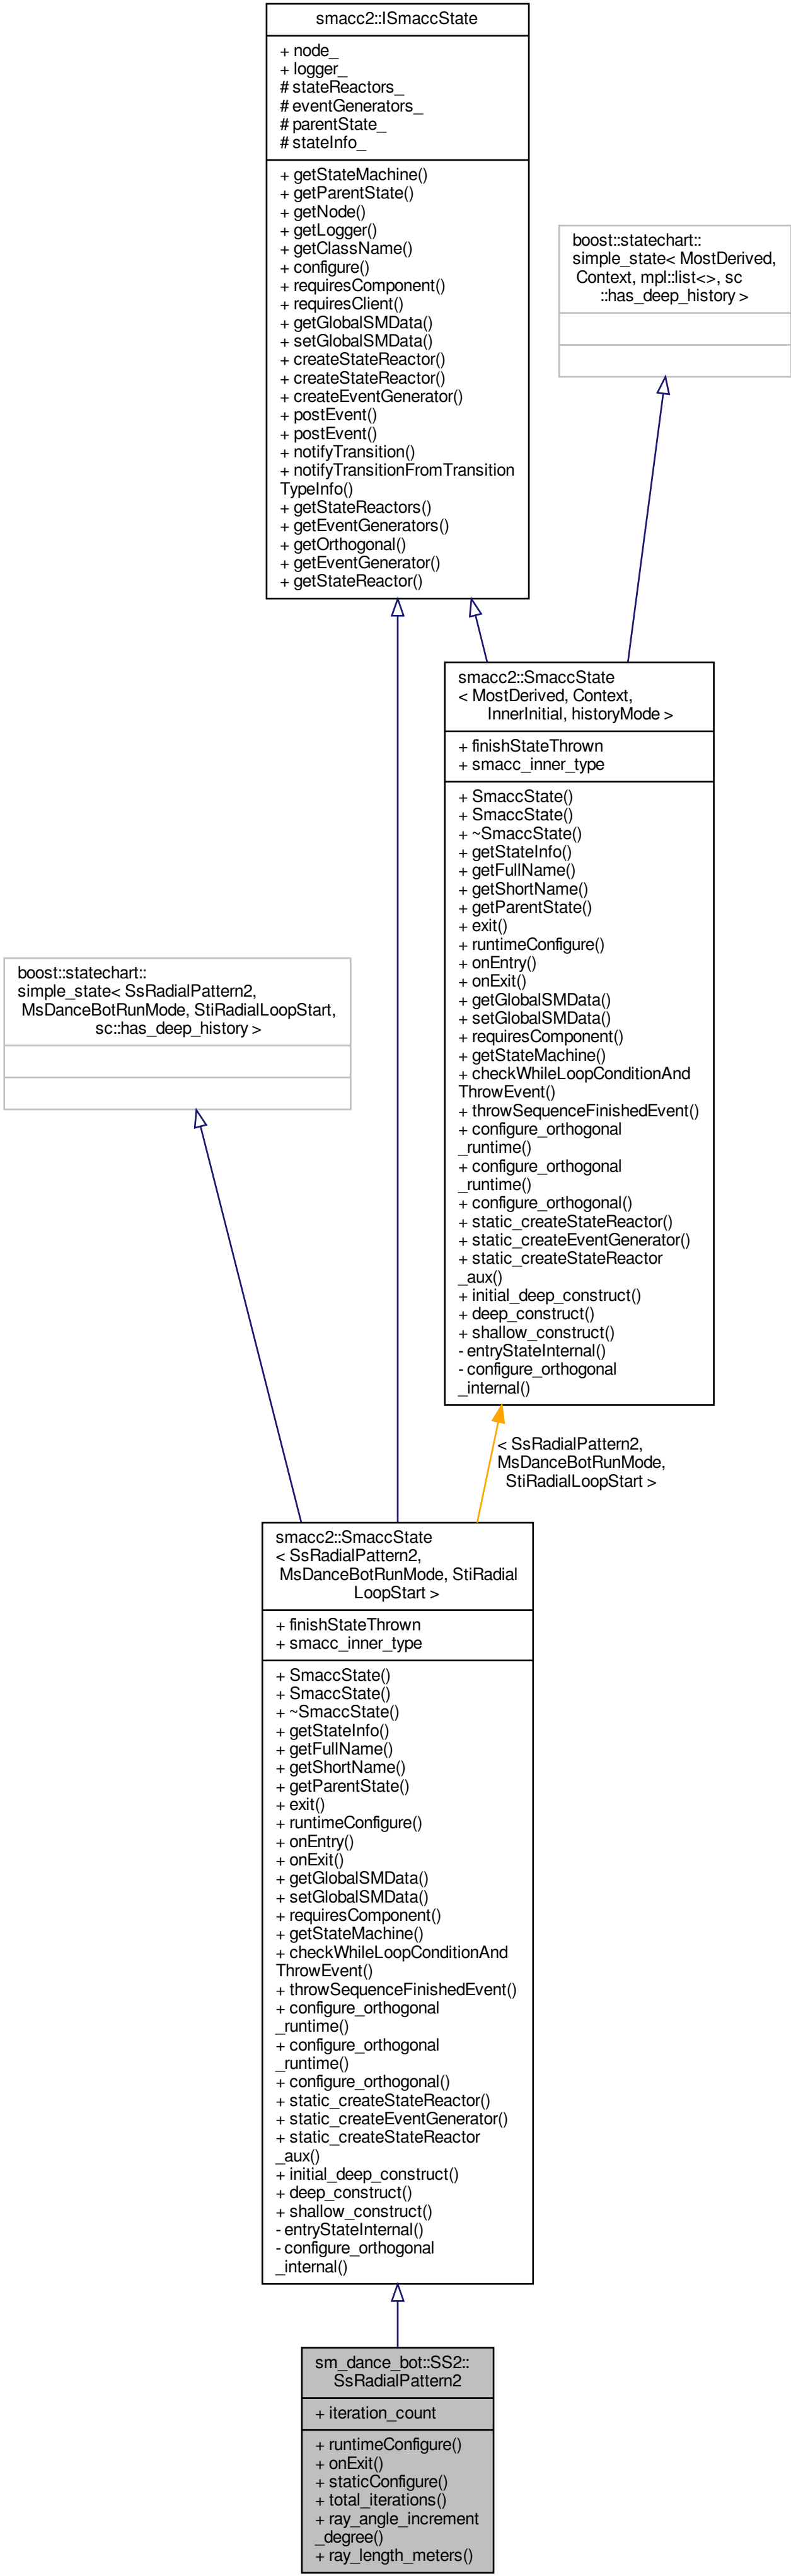 smacc2::ISmaccState
+ node_
+ logger_
# stateReactors_
# eventGenerators_
# parentState_
# stateInfo_
+ getStateMachine()
+ getParentState()
+ getNode()
+ getLogger()
+ getClassName()
+ configure()
+ requiresComponent()
+ requiresClient()
+ getGlobalSMData()
+ setGlobalSMData()
+ createStateReactor()
+ createStateReactor()
+ createEventGenerator()
+ postEvent()
+ postEvent()
+ notifyTransition()
+ notifyTransitionFromTransition
TypeInfo()
+ getStateReactors()
+ getEventGenerators()
+ getOrthogonal()
+ getEventGenerator()
+ getStateReactor()
boost::statechart::
simple_state< MostDerived,
Context, mpl::list<>, sc
::has_deep_history >
smacc2::SmaccState
< MostDerived, Context,
InnerInitial, historyMode >
+ finishStateThrown
+ smacc_inner_type
+ SmaccState()
+ SmaccState()
+ ~SmaccState()
+ getStateInfo()
+ getFullName()
+ getShortName()
+ getParentState()
+ exit()
+ runtimeConfigure()
+ onEntry()
+ onExit()
+ getGlobalSMData()
+ setGlobalSMData()
+ requiresComponent()
+ getStateMachine()
+ checkWhileLoopConditionAnd
ThrowEvent()
+ throwSequenceFinishedEvent()
+ configure_orthogonal
_runtime()
+ configure_orthogonal
_runtime()
+ configure_orthogonal()
+ static_createStateReactor()
+ static_createEventGenerator()
+ static_createStateReactor
_aux()
+ initial_deep_construct()
+ deep_construct()
+ shallow_construct()
- entryStateInternal()
- configure_orthogonal
_internal()
boost::statechart::
simple_state< SsRadialPattern2,
MsDanceBotRunMode, StiRadialLoopStart,
sc::has_deep_history >
< SsRadialPattern2,
MsDanceBotRunMode,
StiRadialLoopStart >
smacc2::SmaccState
< SsRadialPattern2,
MsDanceBotRunMode, StiRadial
LoopStart >
+ finishStateThrown
+ smacc_inner_type
+ SmaccState()
+ SmaccState()
+ ~SmaccState()
+ getStateInfo()
+ getFullName()
+ getShortName()
+ getParentState()
+ exit()
+ runtimeConfigure()
+ onEntry()
+ onExit()
+ getGlobalSMData()
+ setGlobalSMData()
+ requiresComponent()
+ getStateMachine()
+ checkWhileLoopConditionAnd
ThrowEvent()
+ throwSequenceFinishedEvent()
+ configure_orthogonal
_runtime()
+ configure_orthogonal
_runtime()
+ configure_orthogonal()
+ static_createStateReactor()
+ static_createEventGenerator()
+ static_createStateReactor
_aux()
+ initial_deep_construct()
+ deep_construct()
+ shallow_construct()
- entryStateInternal()
- configure_orthogonal
_internal()
sm_dance_bot::SS2::
SsRadialPattern2
+ iteration_count
+ runtimeConfigure()
+ onExit()
+ staticConfigure()
+ total_iterations()
+ ray_angle_increment
_degree()
+ ray_length_meters()